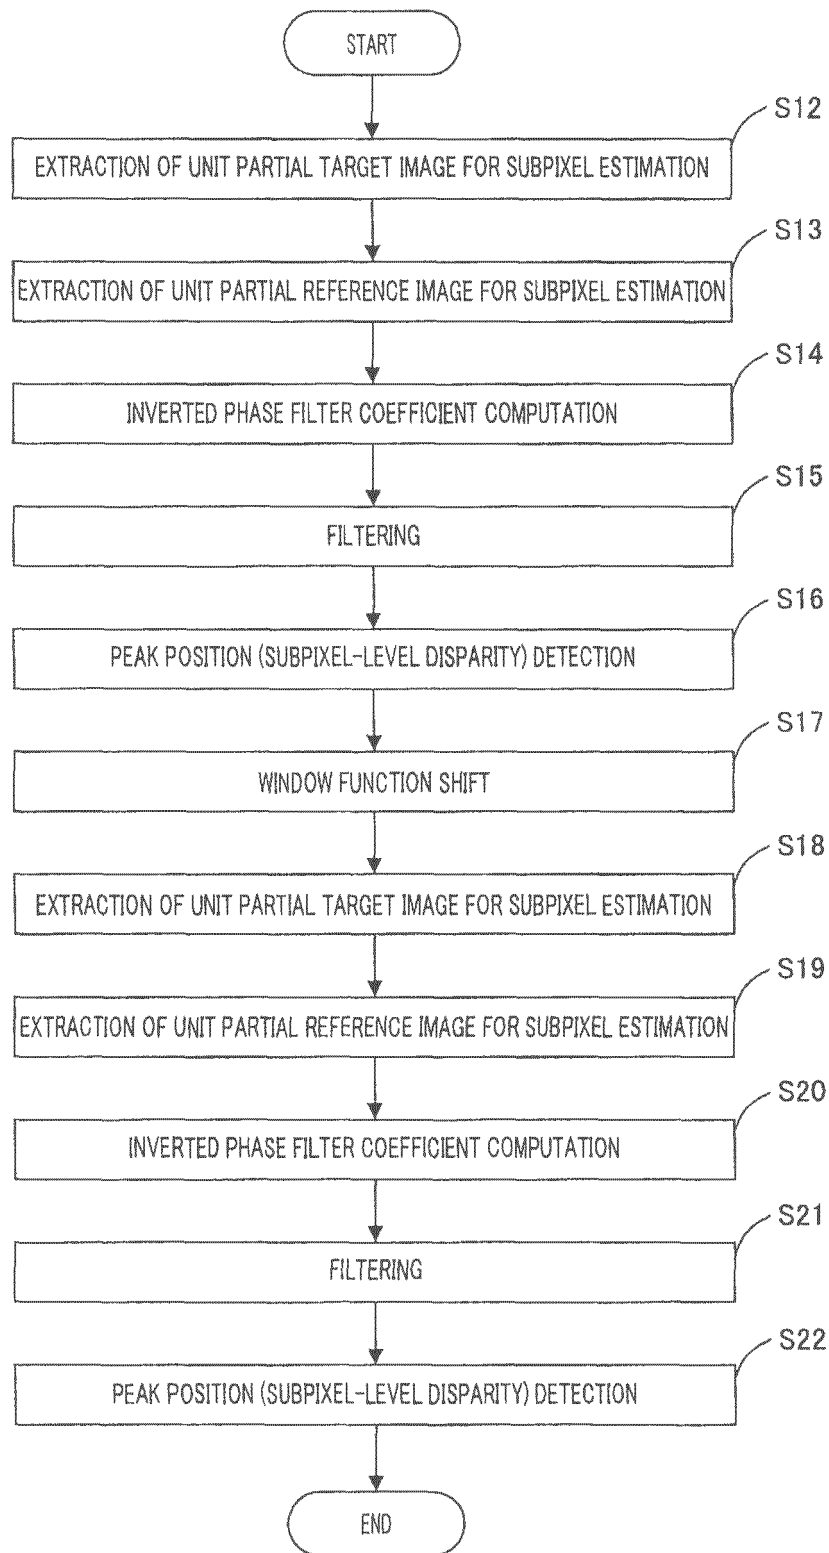 START
S12
EXTRACTION OF UNIT PARTIAL TARGET IMAGE FOR SUBPIXEL ESTIMATION
S13
EXTRACTION OF UNIT PARTIAL REFERENCE IMAGE FOR SUBPIXEL ESTIMATION
S14
INVERTED PHASE FILTER COEFFICIENT COMPUTATION
S15
FILTERING
S16
PEAK POSITION (SUBPIXEL-LEVEL DISPARITY) DETECTION
S17
WINDOW FUNCTION SHIFT
S18
EXTRACTION OF UNIT PARTIAL TARGET IMAGE FOR SUBPIXEL ESTIMATION
S19
EXTRACTION OF UNIT PARTIAL REFERENCE IMAGE FOR SUBPIXEL ESTIMATION
S20
INVERTED PHASE FILTER COEFFICIENT COMPUTATION
S21
FILTERING
S22
PEAK POSITION (SUBPIXEL-LEVEL DISPARITY) DETECTION
END